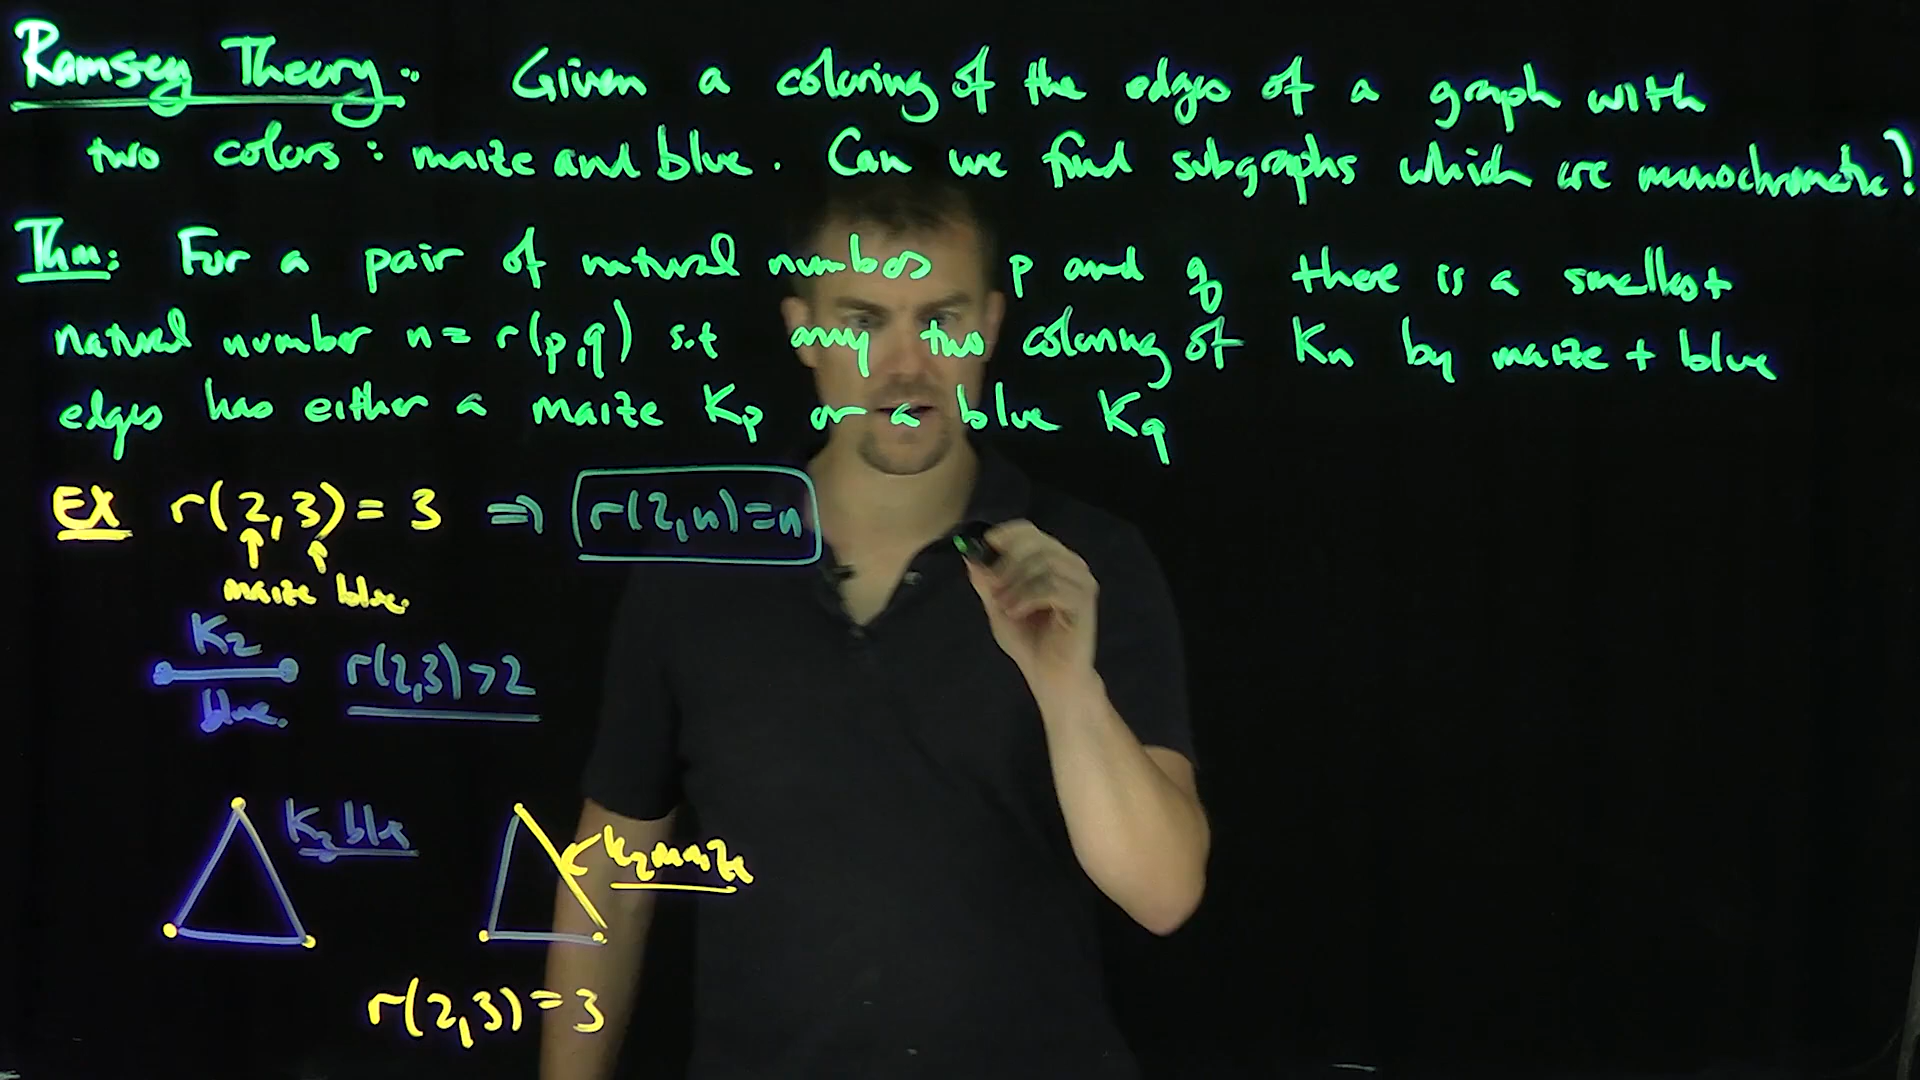 Ramsey Theory: Given a coloring of the edges of a graph with
two colors: maize and blue. Can we find subgraphs which are monochromatic?
Thm: For a pair of natural numbers p and q there is a smallest
natural number n = r(p,q) s.t any two coloring of Kn by maize + blue
edges has either a maize Kp or a blue Kq
EX r(2,3) = 3 ⇒ r(2,n)=n
maize blue.
K2
blue.
r(2,3)>2
K3 blue
K2 maize
r(2,3)=3